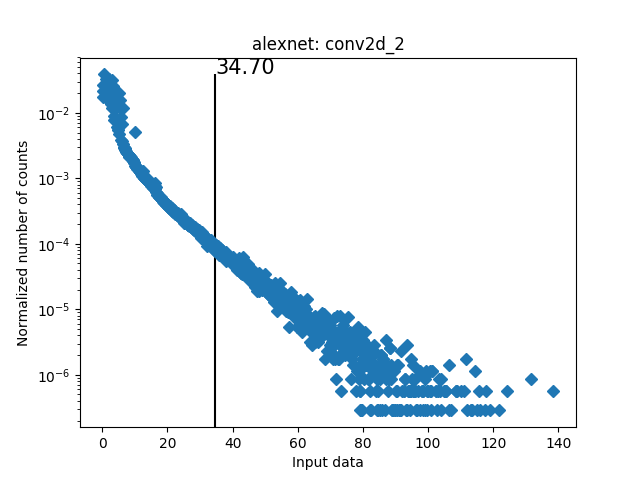 alexnet: conv2d_2
34.70
Normalized number of counts
10⁻²
10⁻³
10⁻⁴
10⁻⁵
10⁻⁶
0 20 40 60 80 100 120 140
Input data